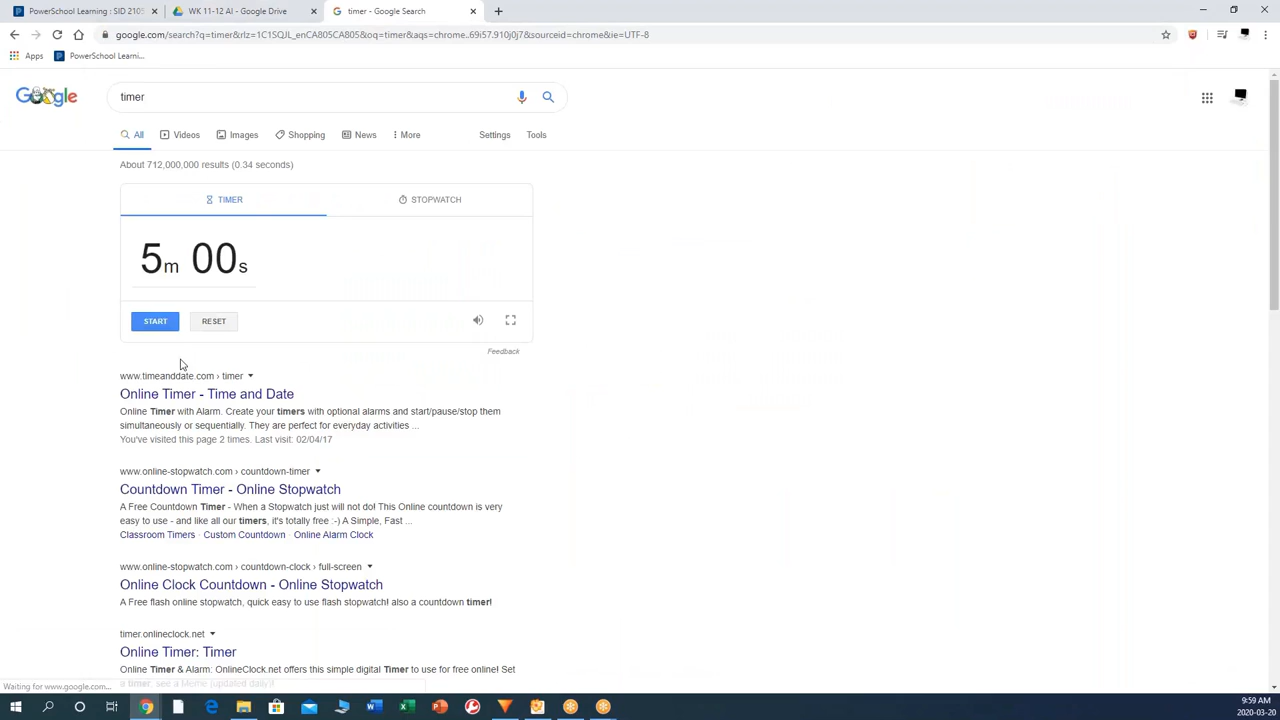 PowerSchool Learning : SID 2105
WK 11-12 AI - Google Drive
timer - Google Search
google.com/search?q=timer&rlz=1C1SQJL_enCA805CA805&oq=timer&aqs=chrome..69i57.910j0j7&sourceid=chrome&ie=UTF-8
Apps
PowerSchool Learni...
Google
timer
All
Videos
Images
Shopping
News
More
Settings
Tools
About 712,000,000 results (0.34 seconds)
TIMER
STOPWATCH
5m 00s
START
RESET
Feedback
www.timeanddate.com › timer
Online Timer - Time and Date
Online Timer with Alarm. Create your timers with optional alarms and start/pause/stop them
simultaneously or sequentially. They are perfect for everyday activities ...
You've visited this page 2 times. Last visit: 02/04/17
www.online-stopwatch.com › countdown-timer
Countdown Timer - Online Stopwatch
A Free Countdown Timer - When a Stopwatch just will not do! This Online countdown is very
easy to use - and like all our timers, it's totally free :-) A Simple, Fast ...
Classroom Timers · Custom Countdown · Online Alarm Clock
www.online-stopwatch.com › countdown-clock › full-screen
Online Clock Countdown - Online Stopwatch
A Free flash online stopwatch, quick easy to use flash stopwatch! also a countdown timer!
timer.onlineclock.net
Online Timer: Timer
Online Timer & Alarm: OnlineClock.net offers this simple digital Timer to use for free online! Set
a timer, see a Meme (updated daily)!
Waiting for www.google.com...
9:59 AM
2020-03-20